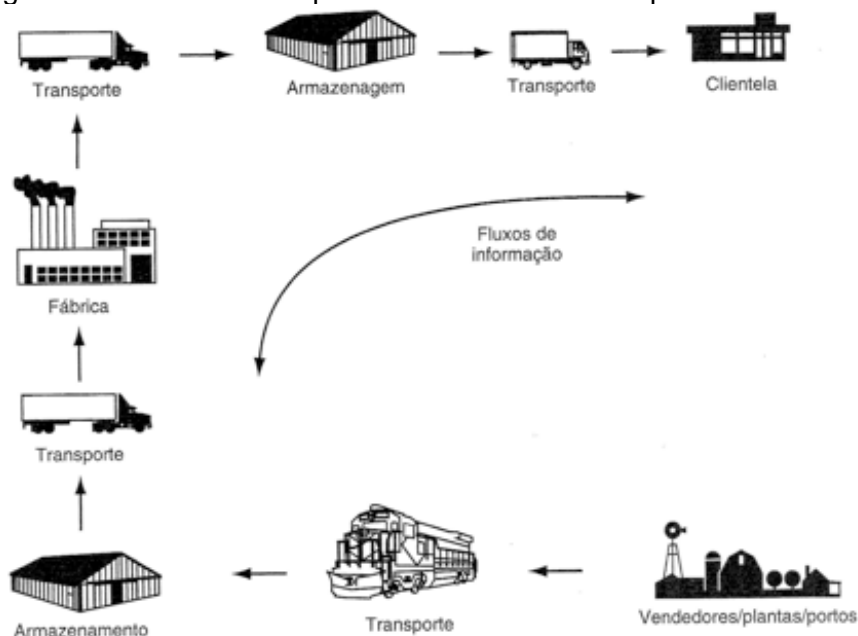 Transporte
Armazenagem
Transporte
Clientela
Fluxos de
informação
Fábrica
Transporte
Armazenamento
Transporte
Vendedores/plantas/portos